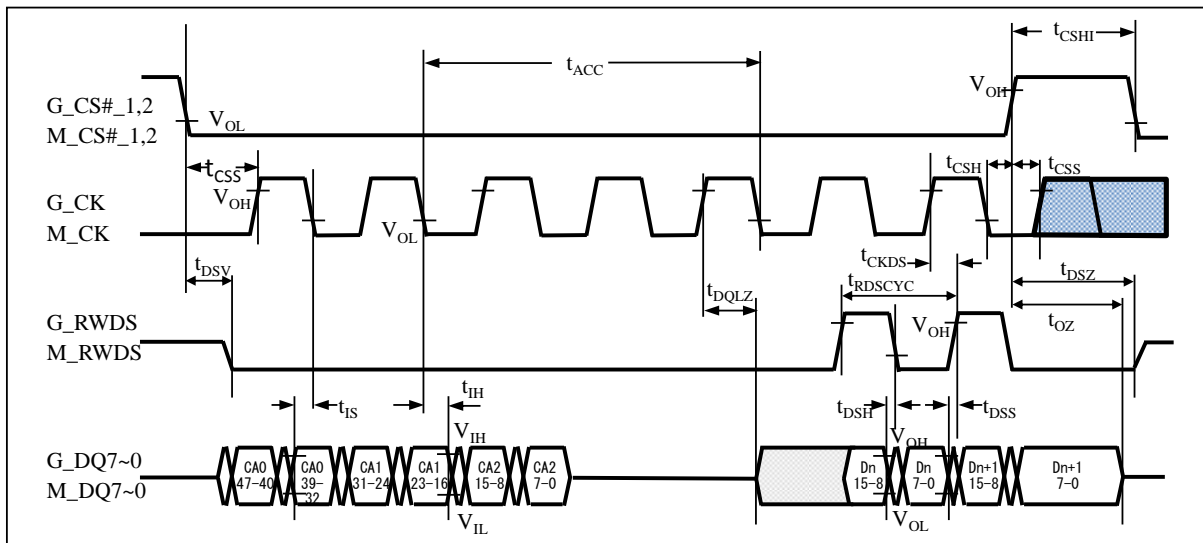 tCSHI
tACC
VOH
G_CS#_1,2
VOL
M_CS#_1,2
tCSS
tCSH
tCSS
VOH
G_CK
VOL
M_CK
tDSV
tCKDS
tDSZ
tDQLZ
tRDSCYC
tOZ
G_RWDS
VOH
M_RWDS
tIS
tIH
tDSH
tDSS
VIH
VOH
G_DQ7~0
M_DQ7~0
CA0 47-40
CA0 39-32
CA1 31-24
CA1 23-16
CA2 15-8
CA2 7-0
Dn 15-8
Dn 7-0
Dn+1 15-8
Dn+1 7-0
VIL
VOL